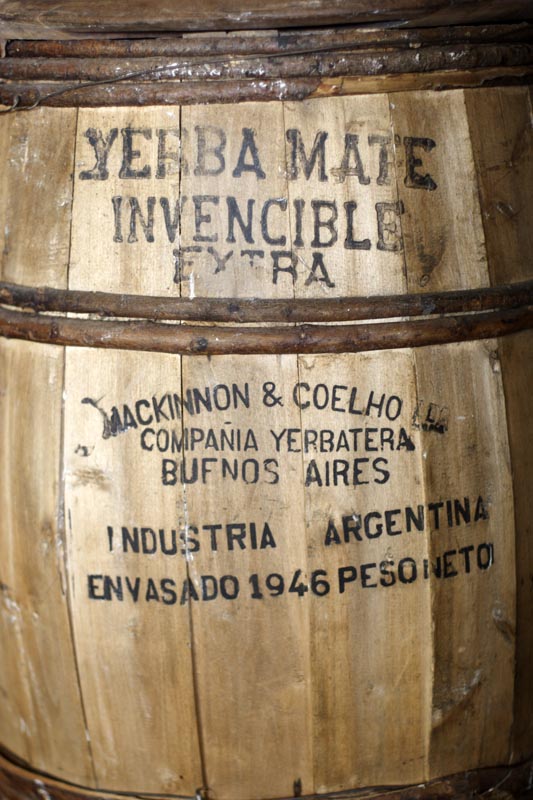 YERBA MATE
INVENCIBLE
EXTRA
MACKINNON & COELHO
COMPAÑIA YERBATERA
BUENOS AIRES
INDUSTRIA ARGENTINA
ENVASADO 1946 PESO NETO